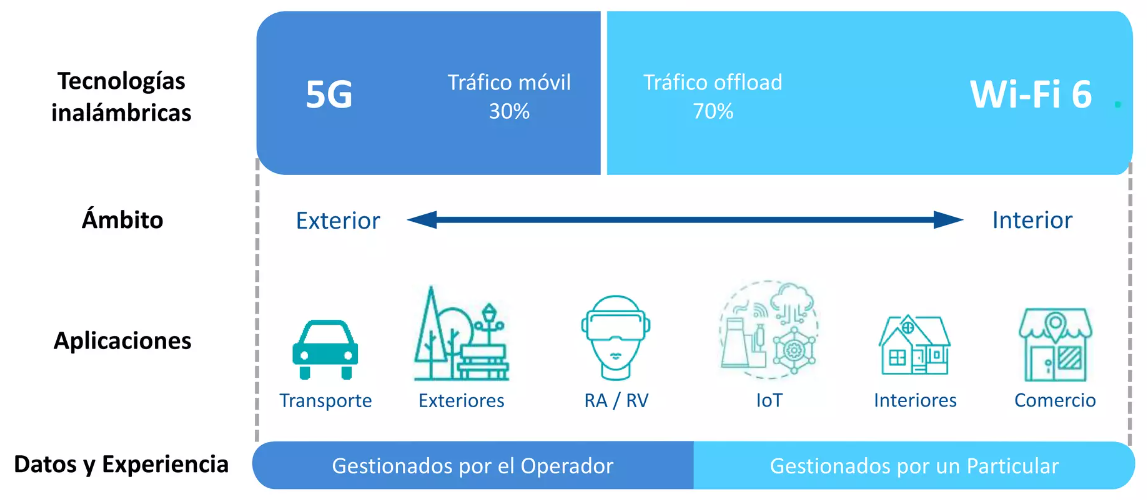 Tecnologías
inalámbricas
5G
Tráfico móvil
30%
Tráfico offload
70%
Wi-Fi 6
Ámbito
Exterior
Interior
Aplicaciones
Transporte
Exteriores
RA / RV
IoT
Interiores
Comercio
Datos y Experiencia
Gestionados por el Operador
Gestionados por un Particular